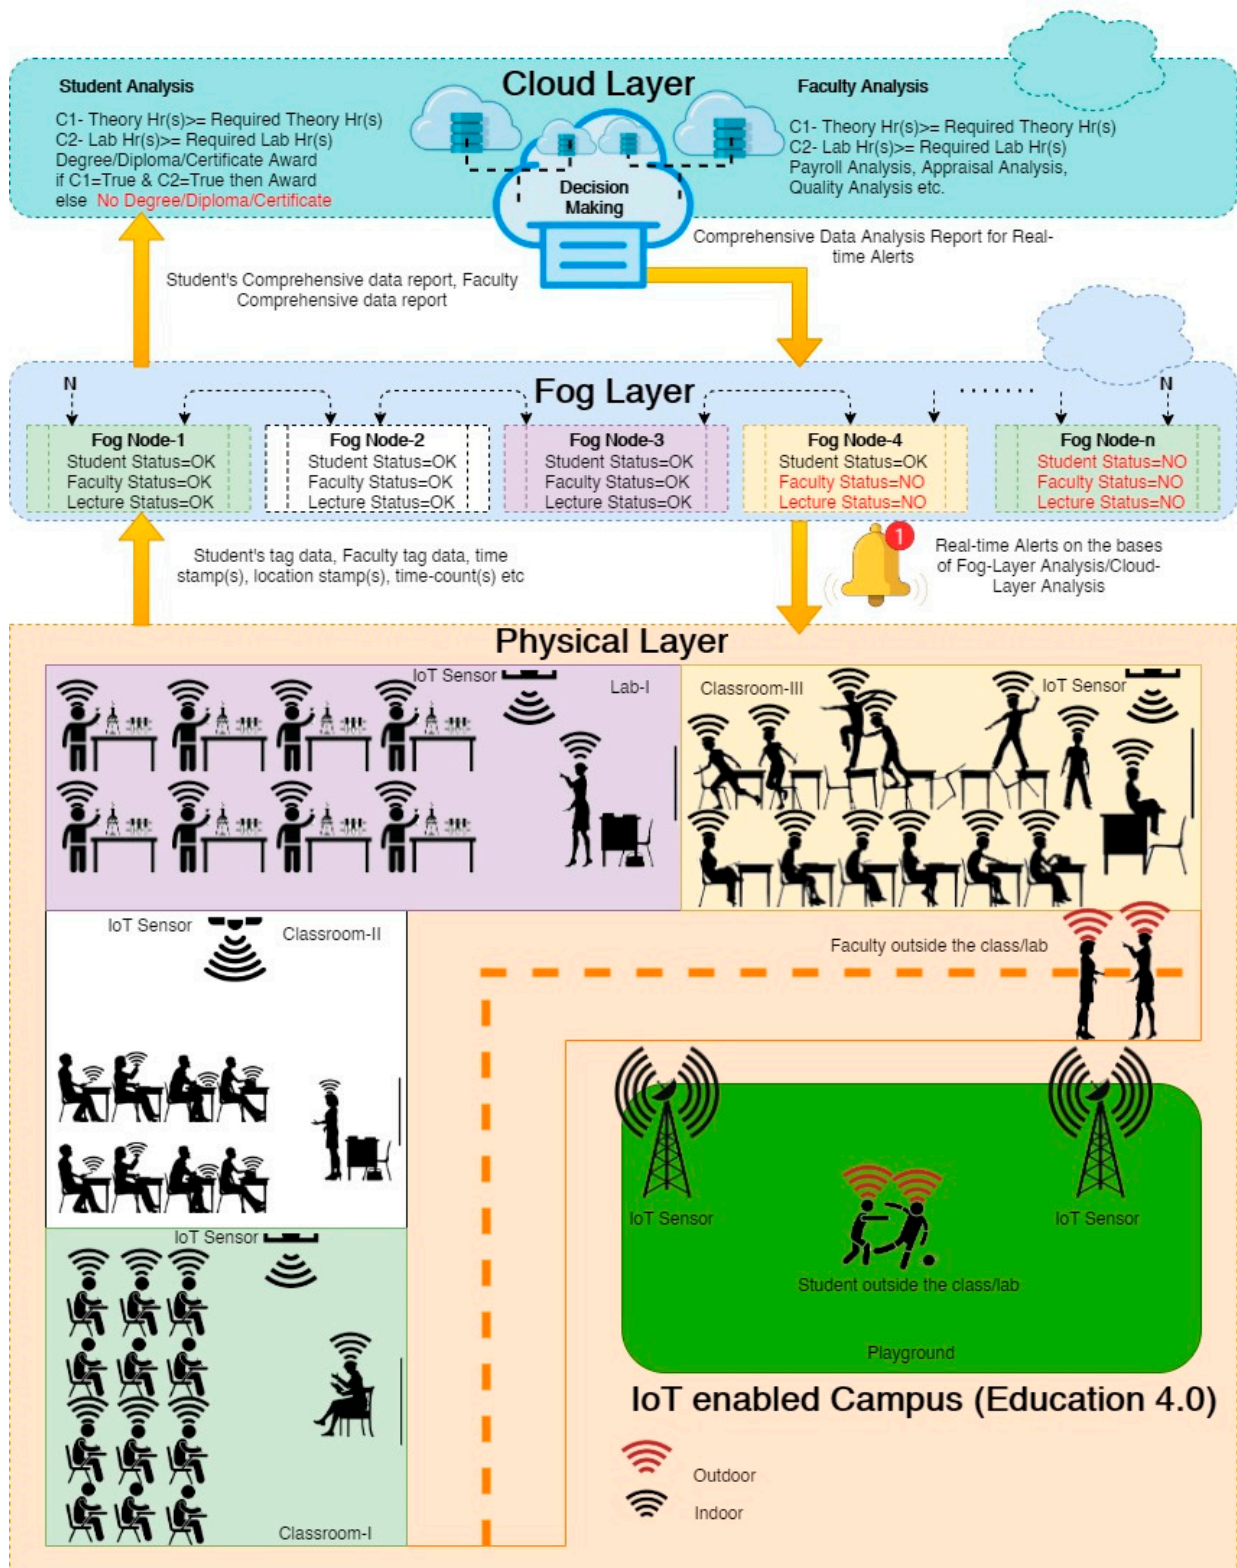 Cloud Layer
Student Analysis
C1- Theory Hr(s)>= Required Theory Hr(s)
C2- Lab Hr(s)>= Required Lab Hr(s)
Degree/Diploma/Certificate Award
if C1=True & C2=True then Award
else No Degree/Diploma/Certificate
Decision
Making
Faculty Analysis
C1- Theory Hr(s)>= Required Theory Hr(s)
C2- Lab Hr(s)>= Required Lab Hr(s)
Payroll Analysis, Appraisal Analysis,
Quality Analysis etc.
Student's Comprehensive data report, Faculty
Comprehensive data report
Comprehensive Data Analysis Report for Real-
time Alerts
Fog Layer
N
N
Fog Node-1
Student Status=OK
Faculty Status=OK
Lecture Status=OK
Fog Node-2
Student Status=OK
Faculty Status=OK
Lecture Status=OK
Fog Node-3
Student Status=OK
Faculty Status=OK
Lecture Status=OK
Fog Node-4
Student Status=OK
Faculty Status=NO
Lecture Status=NO
Fog Node-n
Student Status=NO
Faculty Status=NO
Lecture Status=NO
Student's tag data, Faculty tag data, time
stamp(s), location stamp(s), time-count(s) etc
1
Real-time Alerts on the bases
of Fog-Layer Analysis/Cloud-
Layer Analysis
Physical Layer
IoT Sensor
Lab-I
Classroom-III
IoT Sensor
IoT Sensor
Classroom-II
Faculty outside the class/lab
IoT Sensor
IoT Sensor
IoT Sensor
Student outside the class/lab
Playground
Classroom-I
IoT enabled Campus (Education 4.0)
Outdoor
Indoor